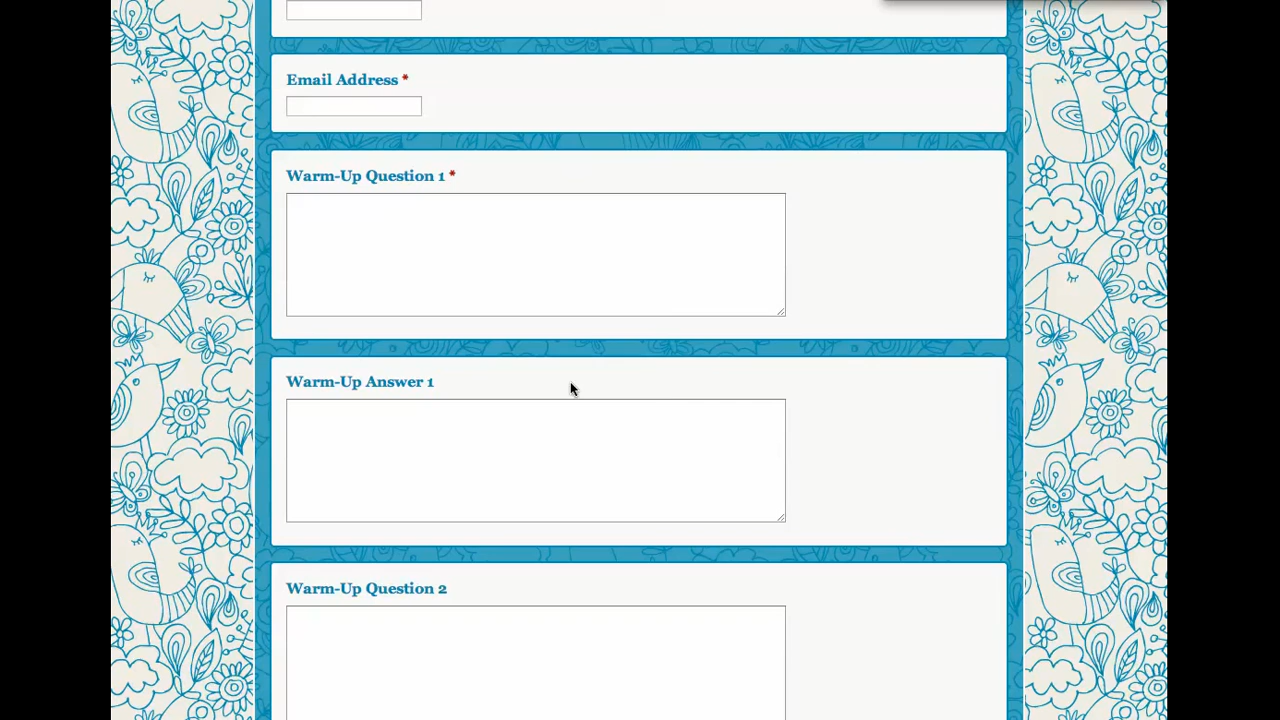 Email Address *
Warm-Up Question 1 *
Warm-Up Answer 1
Warm-Up Question 2